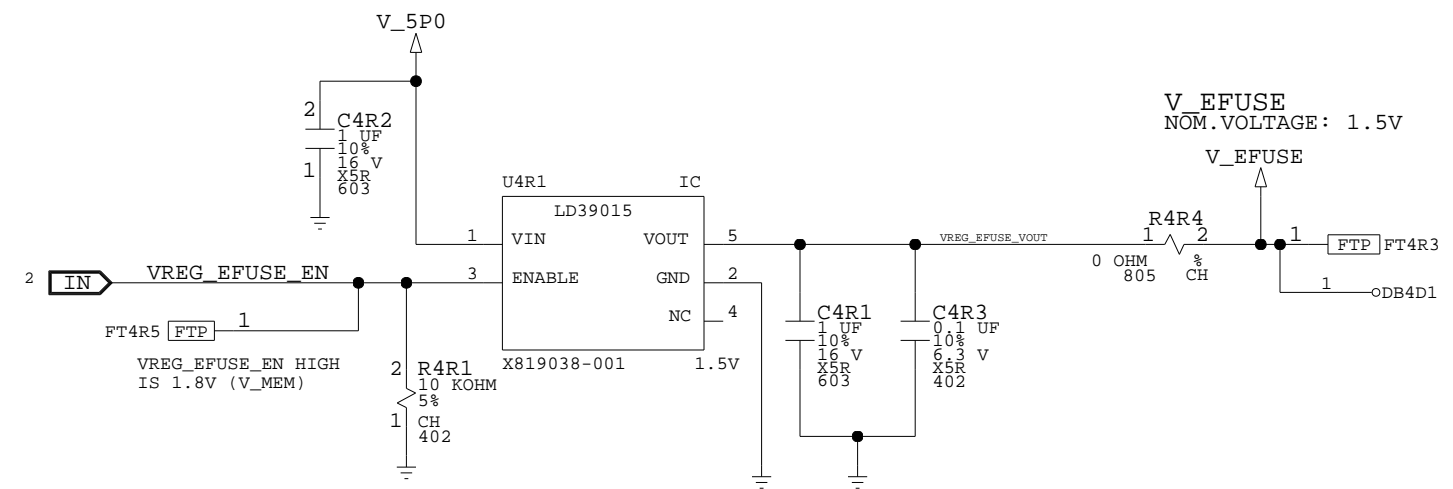 V_5P0
2
C4R2
1 UF
10%
16 V
X5R
603
1
V_EFUSE
NOM.VOLTAGE: 1.5V
V_EFUSE
U4R1 IC
LD39015
1 VIN VOUT 5
3 ENABLE GND 2
NC 4
X819038-001 1.5V
2 IN VREG_EFUSE_EN
FT4R5 FTP 1
VREG_EFUSE_EN HIGH
IS 1.8V (V_MEM)
2 R4R1
10 KOHM
5%
1 CH
402
VREG_EFUSE_VOUT
R4R4
1 2
0 OHM %
805 CH
1 FTP FT4R3
1 DB4D1
C4R1
1 UF
10%
16 V
X5R
603
C4R3
0.1 UF
10%
6.3 V
X5R
402